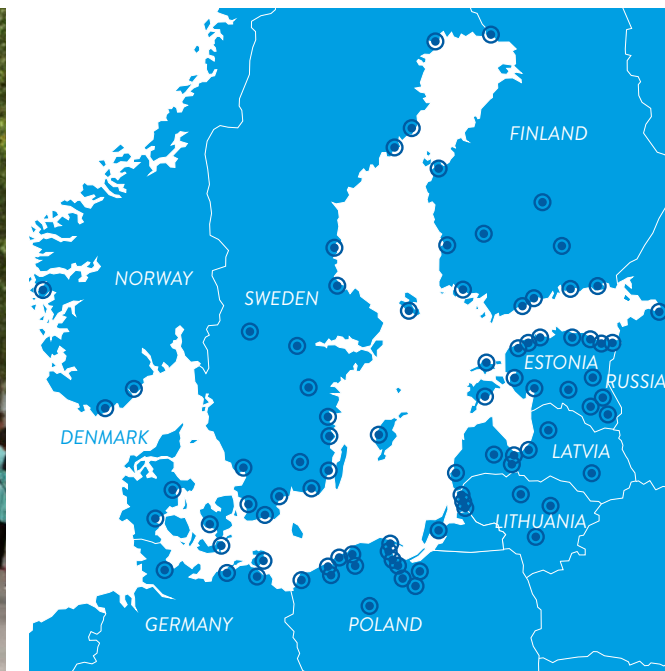 FINLAND
NORWAY
SWEDEN
ESTONIA
RUSSIA
DENMARK
LATVIA
LITHUANIA
GERMANY
POLAND